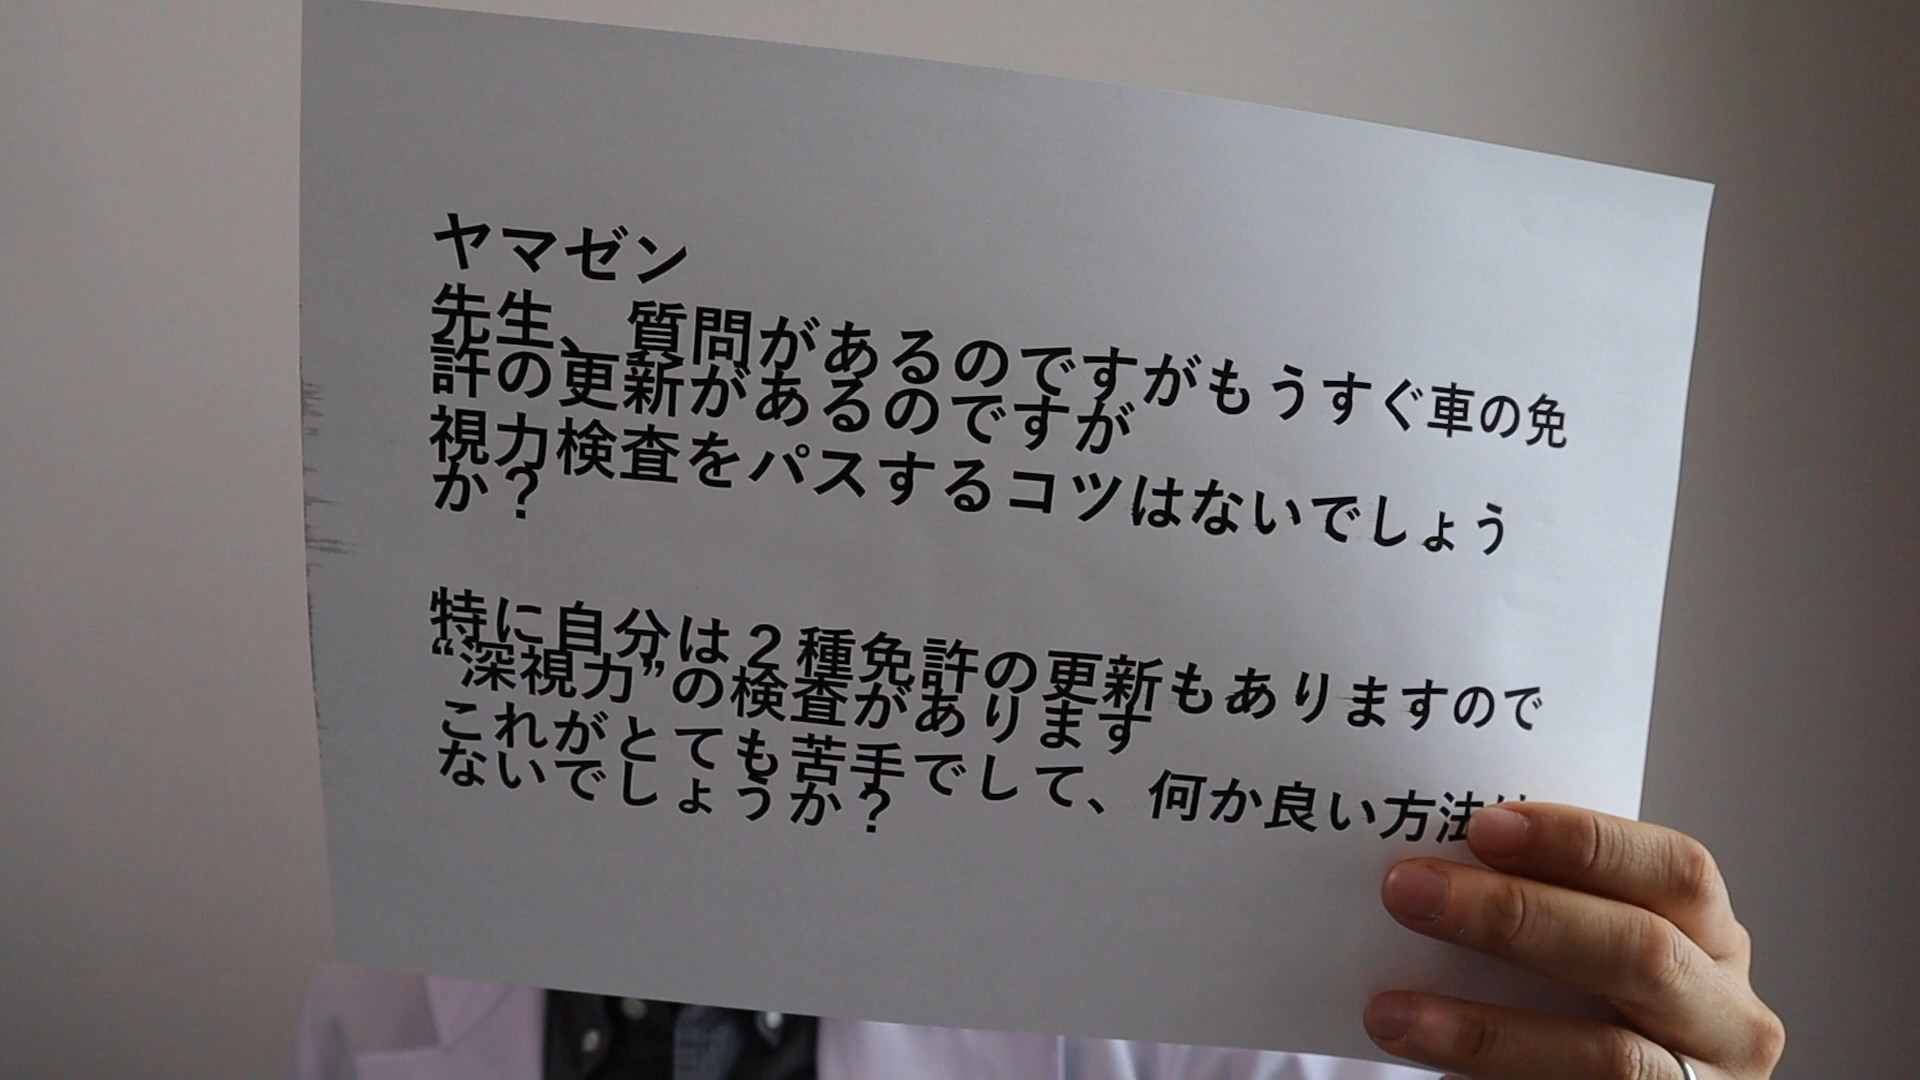 ヤマゼン
先生、質問があるのですがもうすぐ車の免
許の更新があるのですが
視力検査をパスするコツはないでしょう
か？
特に自分は２種免許の更新もありますので
“深視力”の検査があります
これがとても苦手でして、何か良い方法は
ないでしょうか？